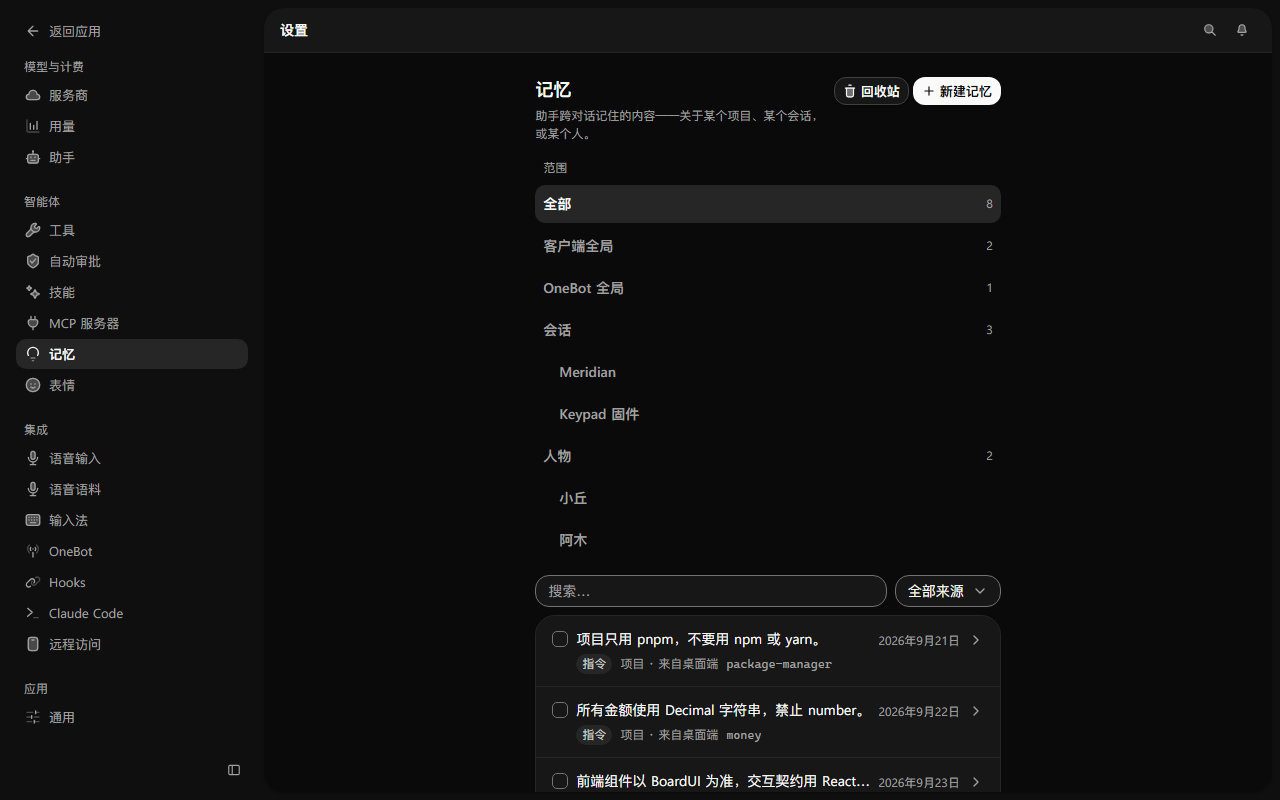 返回应用
模型与计费
服务商
用量
助手
智能体
工具
自动审批
技能
MCP 服务器
记忆
表情
集成
语音输入
语音语料
输入法
OneBot
Hooks
Claude Code
远程访问
应用
通用
设置
记忆
回收站
新建记忆
助手跨对话记住的内容——关于某个项目、某个会话，
或某个人。
范围
全部 8
客户端全局 2
OneBot 全局 1
会话 3
Meridian
Keypad 固件
人物 2
小丘
阿木
搜索…
全部来源
项目只用 pnpm，不要用 npm 或 yarn。 2026年9月21日
指令 项目 · 来自桌面端 package-manager
所有金额使用 Decimal 字符串，禁止 number。 2026年9月22日
指令 项目 · 来自桌面端 money
前端组件以 BoardUI 为准，交互契约用 React… 2026年9月23日